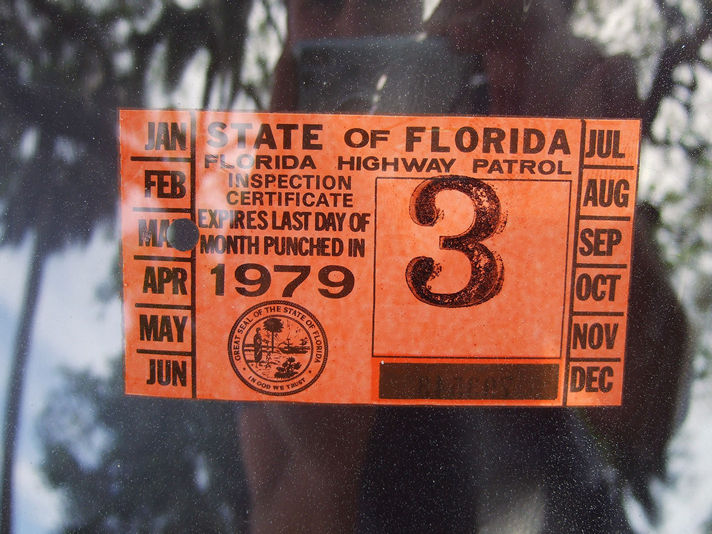 JAN
FEB
APR
MAY
JUN
STATE OF FLORIDA
FLORIDA HIGHWAY PATROL
INSPECTION
CERTIFICATE
EXPIRES LAST DAY OF
MONTH PUNCHED IN
1979
GREAT SEAL OF THE STATE OF FLORIDA
IN GOD WE TRUST
3
JUL
AUG
SEP
OCT
NOV
DEC